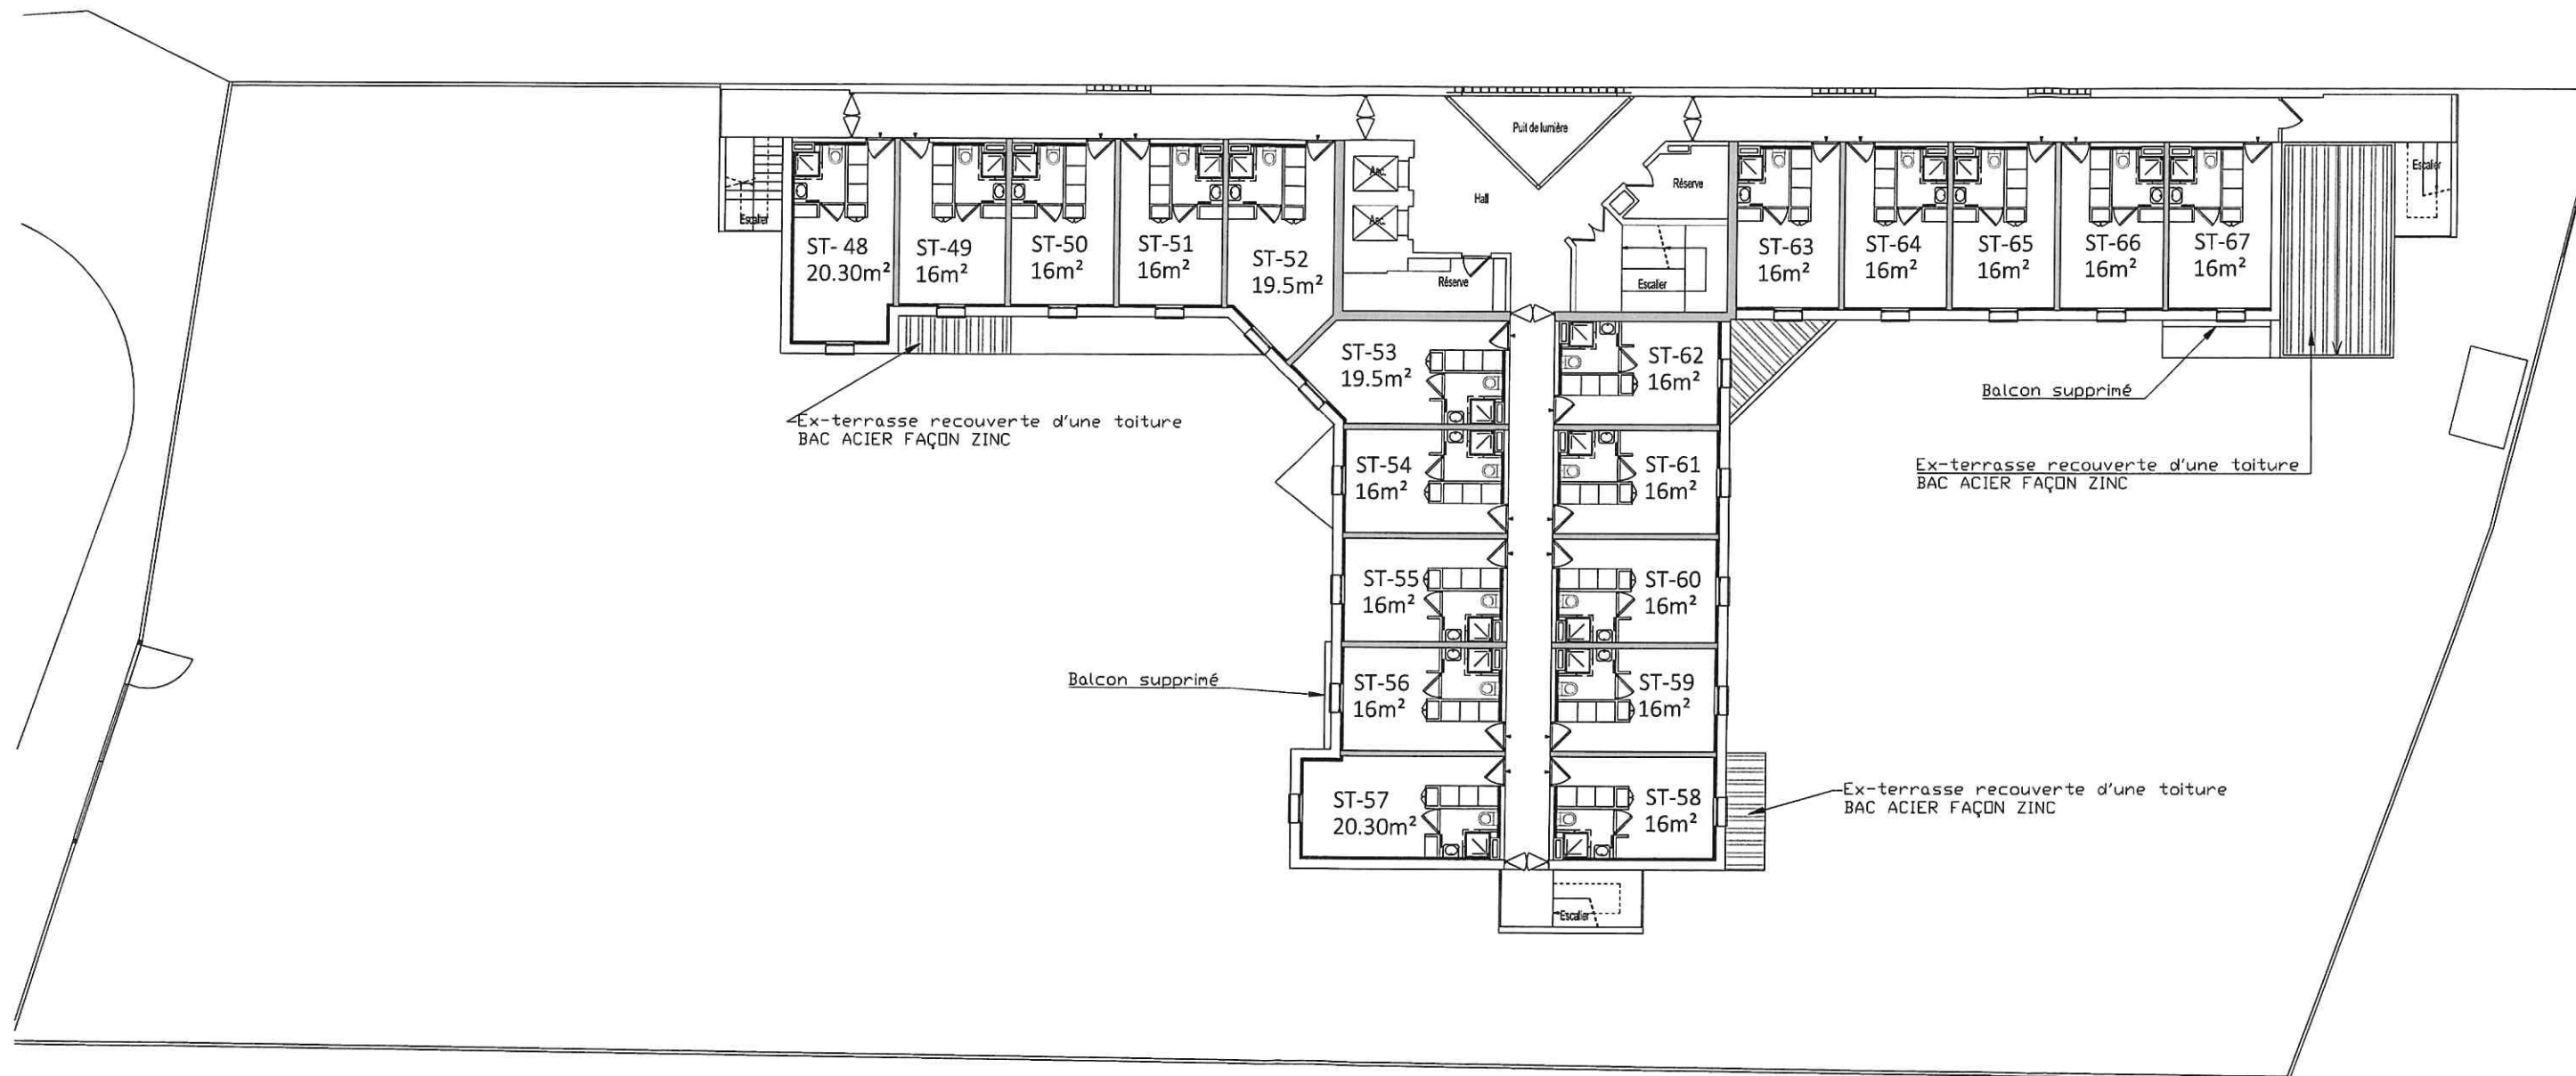 Puit de lumière
Asc.
Asc.
Hall
Réserve
Réserve
Escalier
Escalier
Escalier
ST- 48
20.30m²
ST-49
16m²
ST-50
16m²
ST-51
16m²
ST-52
19.5m²
ST-63
16m²
ST-64
16m²
ST-65
16m²
ST-66
16m²
ST-67
16m²
ST-53
19.5m²
ST-62
16m²
Balcon supprimé
Ex-terrasse recouverte d'une toiture
BAC ACIER FAÇON ZINC
ST-54
16m²
ST-61
16m²
Ex-terrasse recouverte d'une toiture
BAC ACIER FAÇON ZINC
ST-55
16m²
ST-60
16m²
Balcon supprimé
ST-56
16m²
ST-59
16m²
ST-57
20.30m²
ST-58
16m²
Ex-terrasse recouverte d'une toiture
BAC ACIER FAÇON ZINC
Escalier